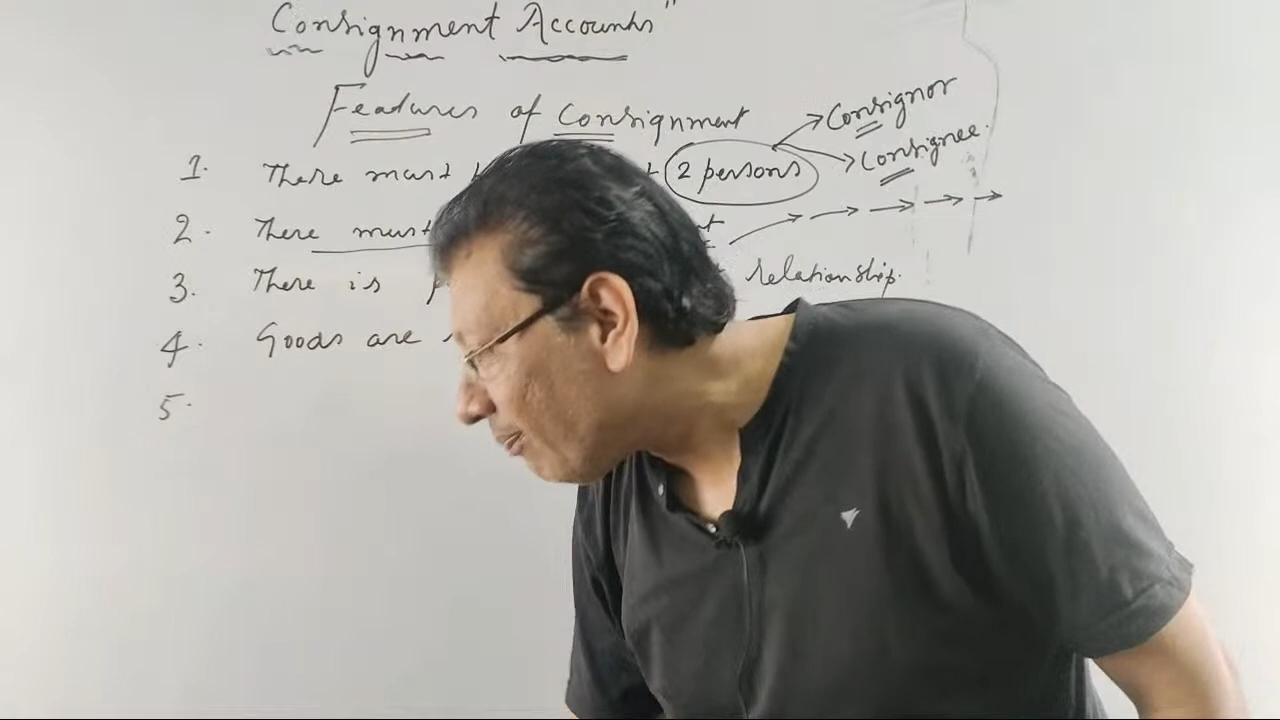 Consignment Accounts"
Features of Consignment
Consignor
Consignee.
1. There must 2 persons
2. There must
3. There is relationship.
4. Goods are
5.